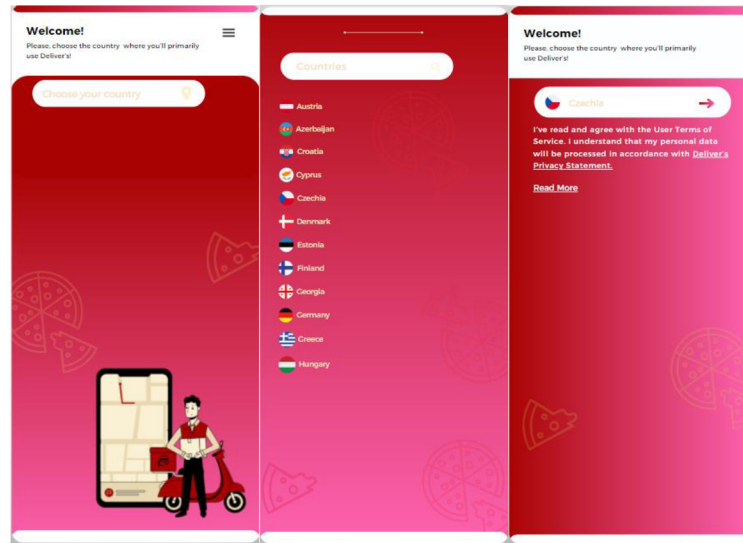 Welcome!
Please, choose the country where you'll primarily
use Deliver's!
Choose your country
Countries
Austria
Azerbaijan
Croatia
Cyprus
Czechia
Denmark
Estonia
Finland
Georgia
Germany
Greece
Hungary
Welcome!
Please, choose the country where you'll primarily
use Deliver's!
Czechia
I've read and agree with the User Terms of
Service. I understand that my personal data
will be processed in accordance with Deliver's
Privacy Statement.
Read More